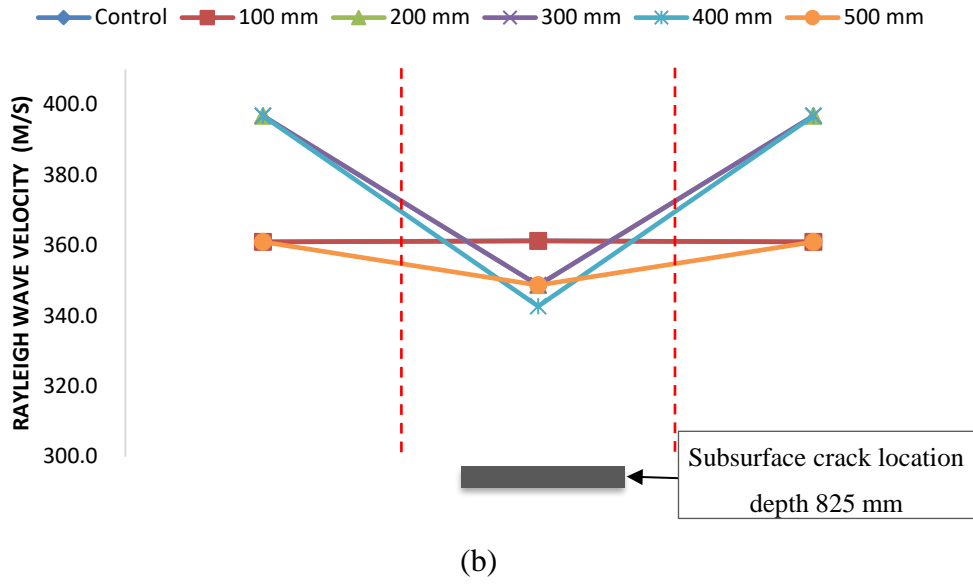 Control 100 mm 200 mm 300 mm 400 mm 500 mm
RAYLEIGH WAVE VELOCITY (M/S)
400.0
380.0
360.0
340.0
320.0
300.0
Subsurface crack location
depth 825 mm
(b)